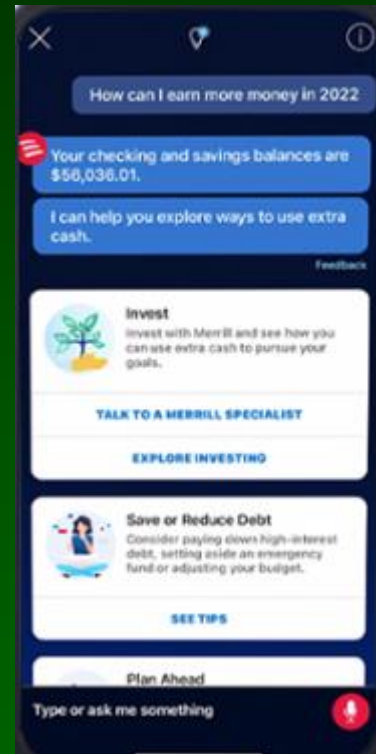 How can I earn more money in 2022
Your checking and savings balances are
$56,036.01.
I can help you explore ways to use extra
cash.
Feedback
Invest
Invest with Merrill and see how you
can use extra cash to pursue your
goals.
TALK TO A MERRILL SPECIALIST
EXPLORE INVESTING
Save or Reduce Debt
Consider paying down high-interest
debt, setting aside an emergency
fund or adjusting your budget.
SEE TIPS
Plan Ahead
Type or ask me something